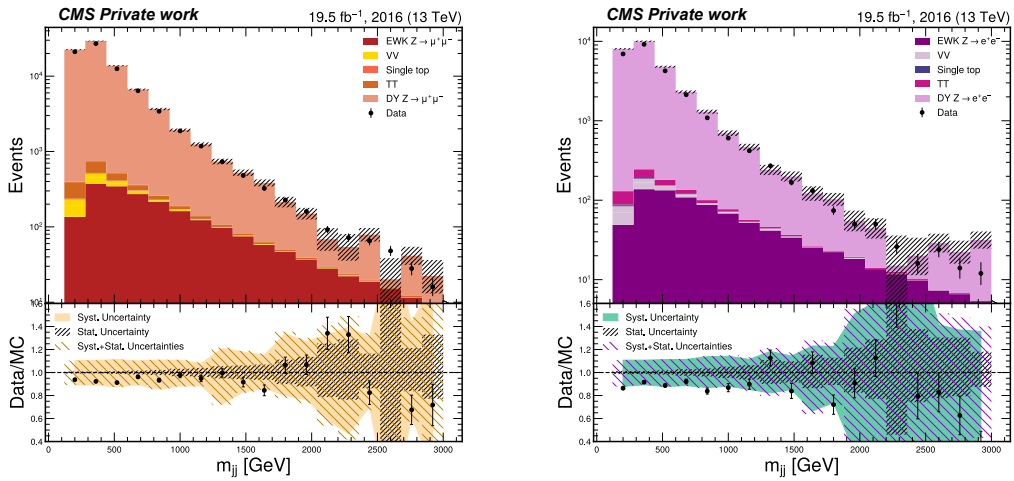 CMS Private work 19.5 fb⁻¹, 2016 (13 TeV)
EWK Z → μ⁺μ⁻
VV
Single top
TT
DY Z → μ⁺μ⁻
Data
Events
10⁴
10³
10²
10¹
Syst. Uncertainty
Stat. Uncertainty
Syst.+Stat. Uncertainties
Data/MC
1.6
1.4
1.2
1.0
0.8
0.6
0.4
0 500 1000 1500 2000 2500 3000
m_jj [GeV]
CMS Private work 19.5 fb⁻¹, 2016 (13 TeV)
EWK Z → e⁺e⁻
VV
Single top
TT
DY Z → e⁺e⁻
Data
Events
10⁴
10³
10²
10¹
Syst. Uncertainty
Stat. Uncertainty
Syst.+Stat. Uncertainties
Data/MC
1.6
1.4
1.2
1.0
0.8
0.6
0.4
0 500 1000 1500 2000 2500 3000
m_jj [GeV]